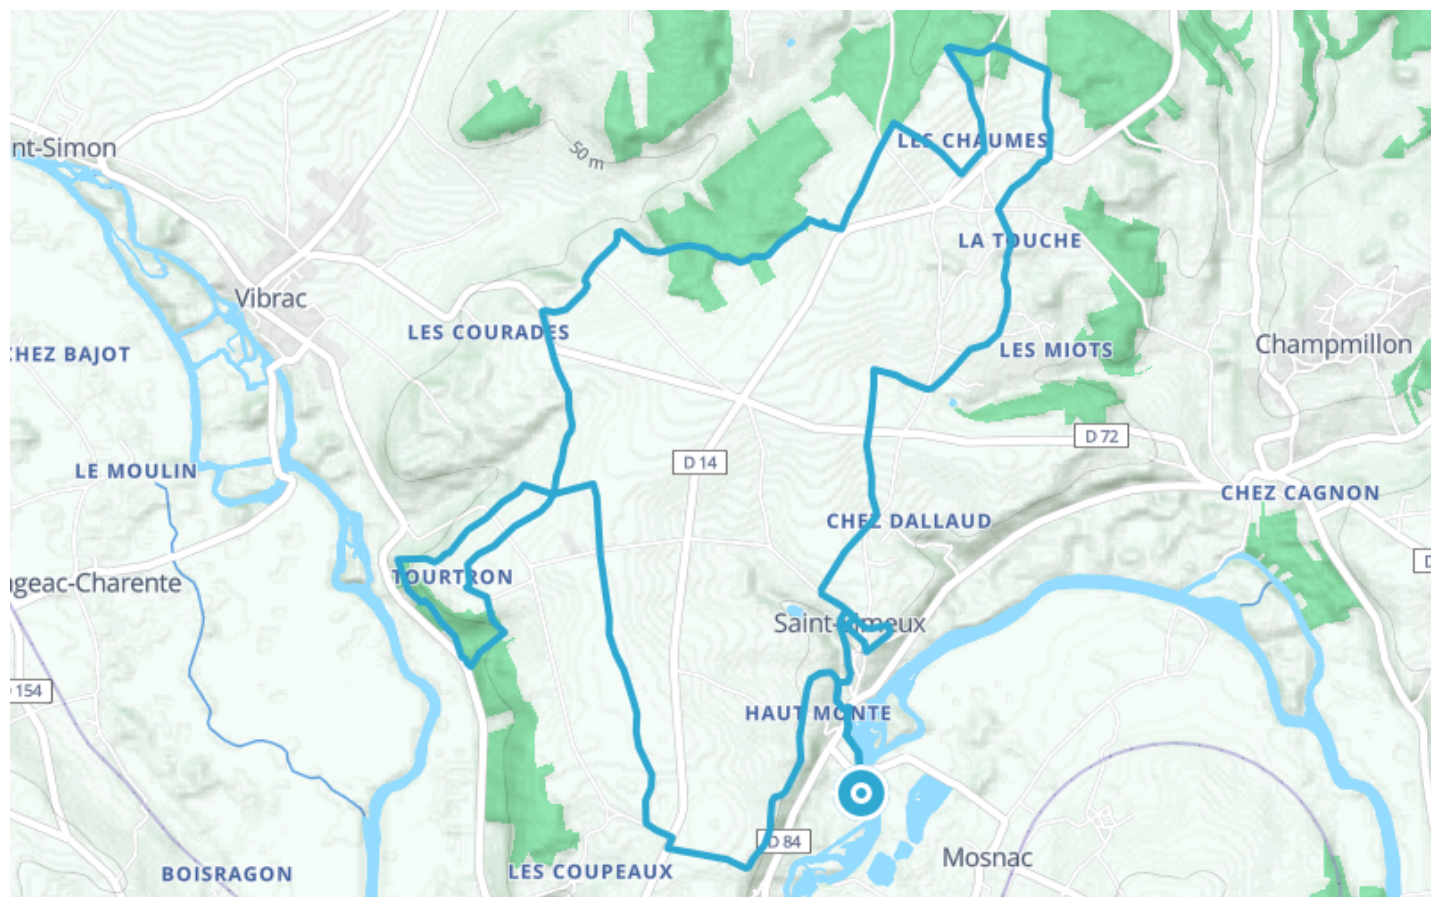 LES CHAUMES
nt-Simon
50 m
LA TOUCHE
Vibrac
LES COURADES
CHEZ BAJOT
LES MIOTS
Champmillon
D 72
D 14
LE MOULIN
CHEZ CAGNON
CHEZ DALLAUD
D
geac-Charente
TOURTRON
Saint-Simeux
154
HAUT MONTE
D 84
Mosnac
BOISRAGON
LES COUPEAUX